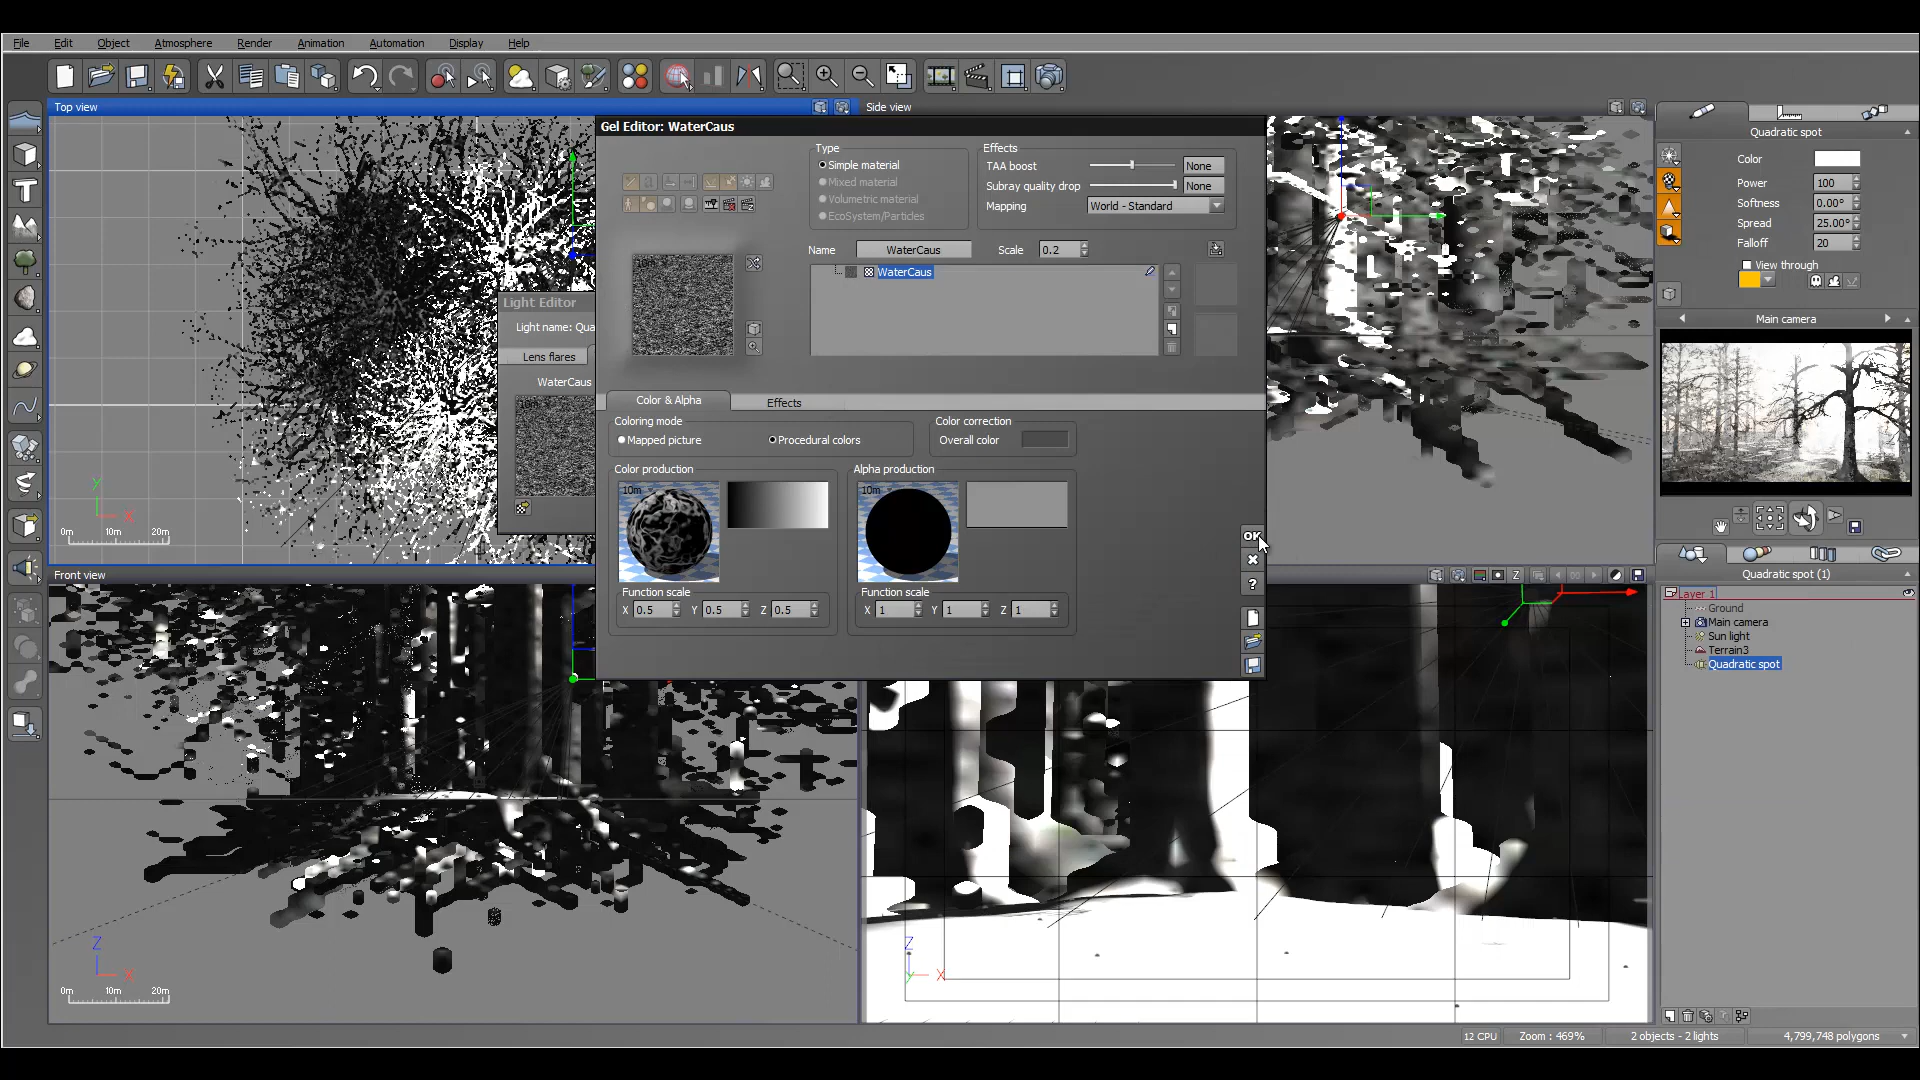 File Edit Object Atmosphere Render Animation Automation Display Help
Top view
Side view
Gel Editor: WaterCaus
Type
Simple material
Mixed material
Volumetric material
EcoSystem/Particles
Effects
TAA boost None
Subray quality drop None
Mapping World - Standard
Name WaterCaus Scale 0.2
WaterCaus
Light Editor
Light name: Qua
Lens flares
WaterCaus
10m
Color & Alpha Effects
Coloring mode
Mapped picture Procedural colors
Color correction
Overall color
Color production
10m
Function scale
X 0.5 Y 0.5 Z 0.5
Alpha production
10m
Function scale
X 1 Y 1 Z 1
OK
?
Y
X
0m 10m 20m
Front view
Z
X
0m 10m 20m
Z
Z
Y X
Quadratic spot
Color
Power 100
Softness 0.00°
Spread 25.00°
Falloff 20
View through
Main camera
Quadratic spot (1)
Layer 1
Ground
Main camera
Sun light
Terrain3
Quadratic spot
12 CPU Zoom : 469% 2 objects - 2 lights 4,799,748 polygons